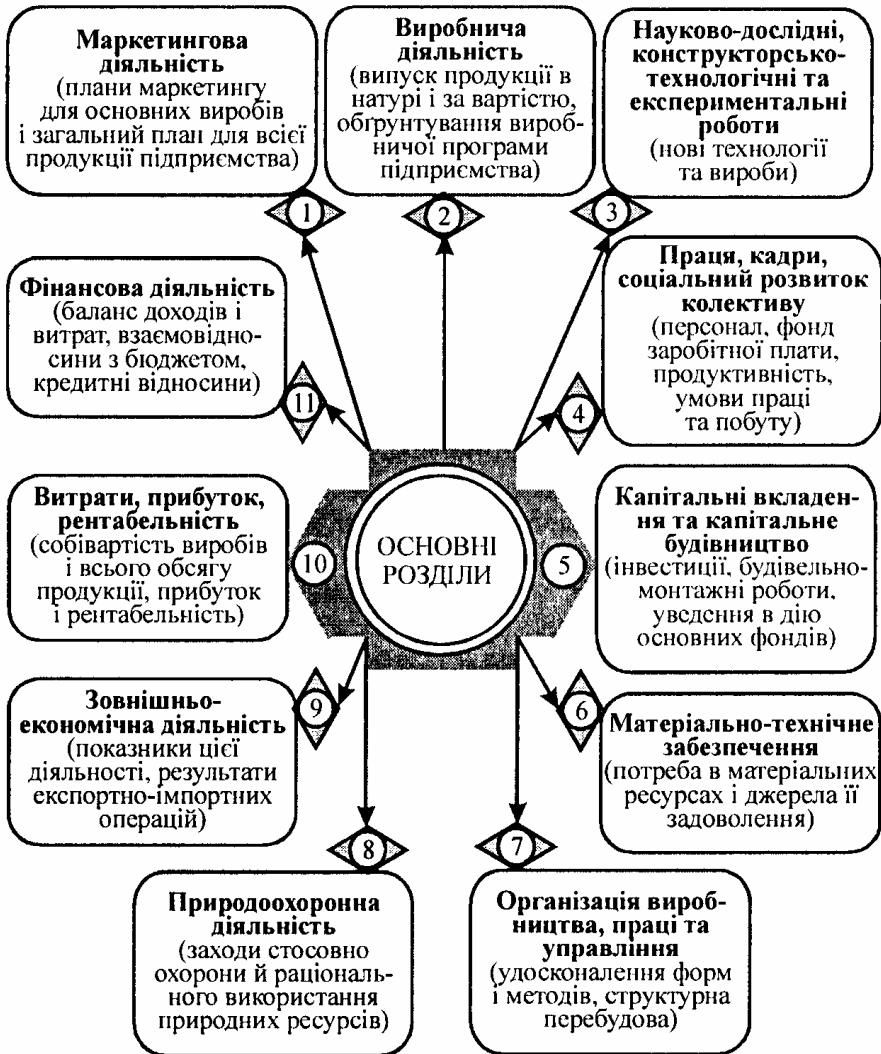 Маркетингова
діяльність
(плани маркетингу
для основних виробів
і загальний план для всієї
продукції підприємства)
1
Виробнича
діяльність
(випуск продукції в
натурі і за вартістю,
обґрунтування вироб-
ничої програми
підприємства)
2
Науково-дослідні,
конструкторсько-
технологічні та
експериментальні
роботи
(нові технології
та вироби)
3
Праця, кадри,
соціальний розвиток
колективу
(персонал, фонд
заробітної плати,
продуктивність,
умови праці
та побуту)
4
Капітальні вкладен-
ня та капітальне
будівництво
(інвестиції, будівельно-
монтажні роботи,
уведення в дію
основних фондів)
5
Матеріально-технічне
забезпечення
(потреба в матеріальних
ресурсах і джерела її
задоволення)
6
Організація вироб-
ництва, праці та
управління
(удосконалення форм
і методів, структурна
перебудова)
7
Природоохоронна
діяльність
(заходи стосовно
охорони й раціональ-
ного використання
природних ресурсів)
8
Зовнішньо-
економічна діяльність
(показники цієї
діяльності, результати
експортно-імпортних
операцій)
9
Витрати, прибуток,
рентабельність
(собівартість виробів
і всього обсягу
продукції, прибуток
і рентабельність)
10
Фінансова діяльність
(баланс доходів і
витрат, взаємовідно-
сини з бюджетом,
кредитні відносини)
11
ОСНОВНІ
РОЗДІЛИ